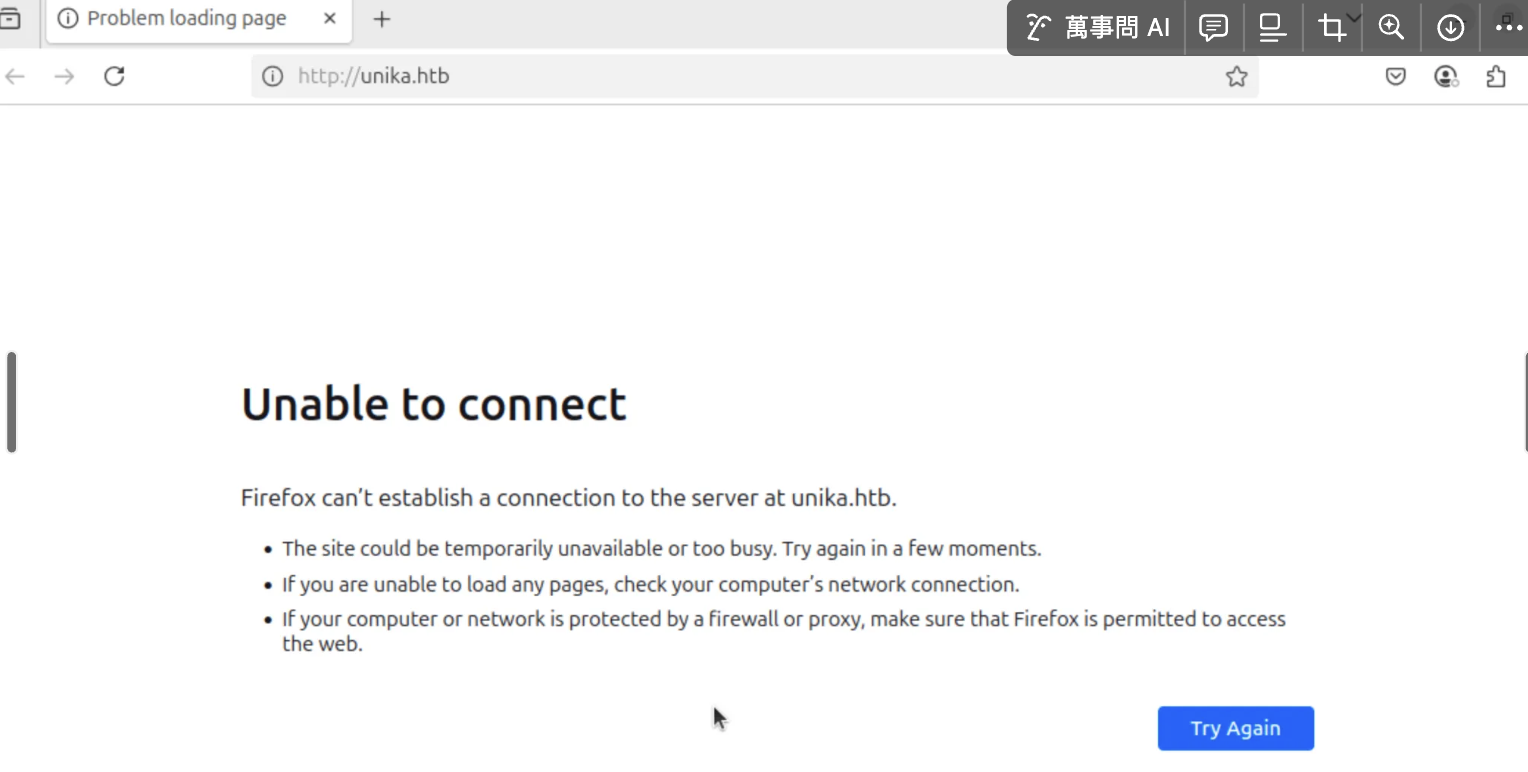 Problem loading page
萬事問 AI
http://unika.htb
Unable to connect
Firefox can’t establish a connection to the server at unika.htb.
The site could be temporarily unavailable or too busy. Try again in a few moments.
If you are unable to load any pages, check your computer’s network connection.
If your computer or network is protected by a firewall or proxy, make sure that Firefox is permitted to access
the web.
Try Again